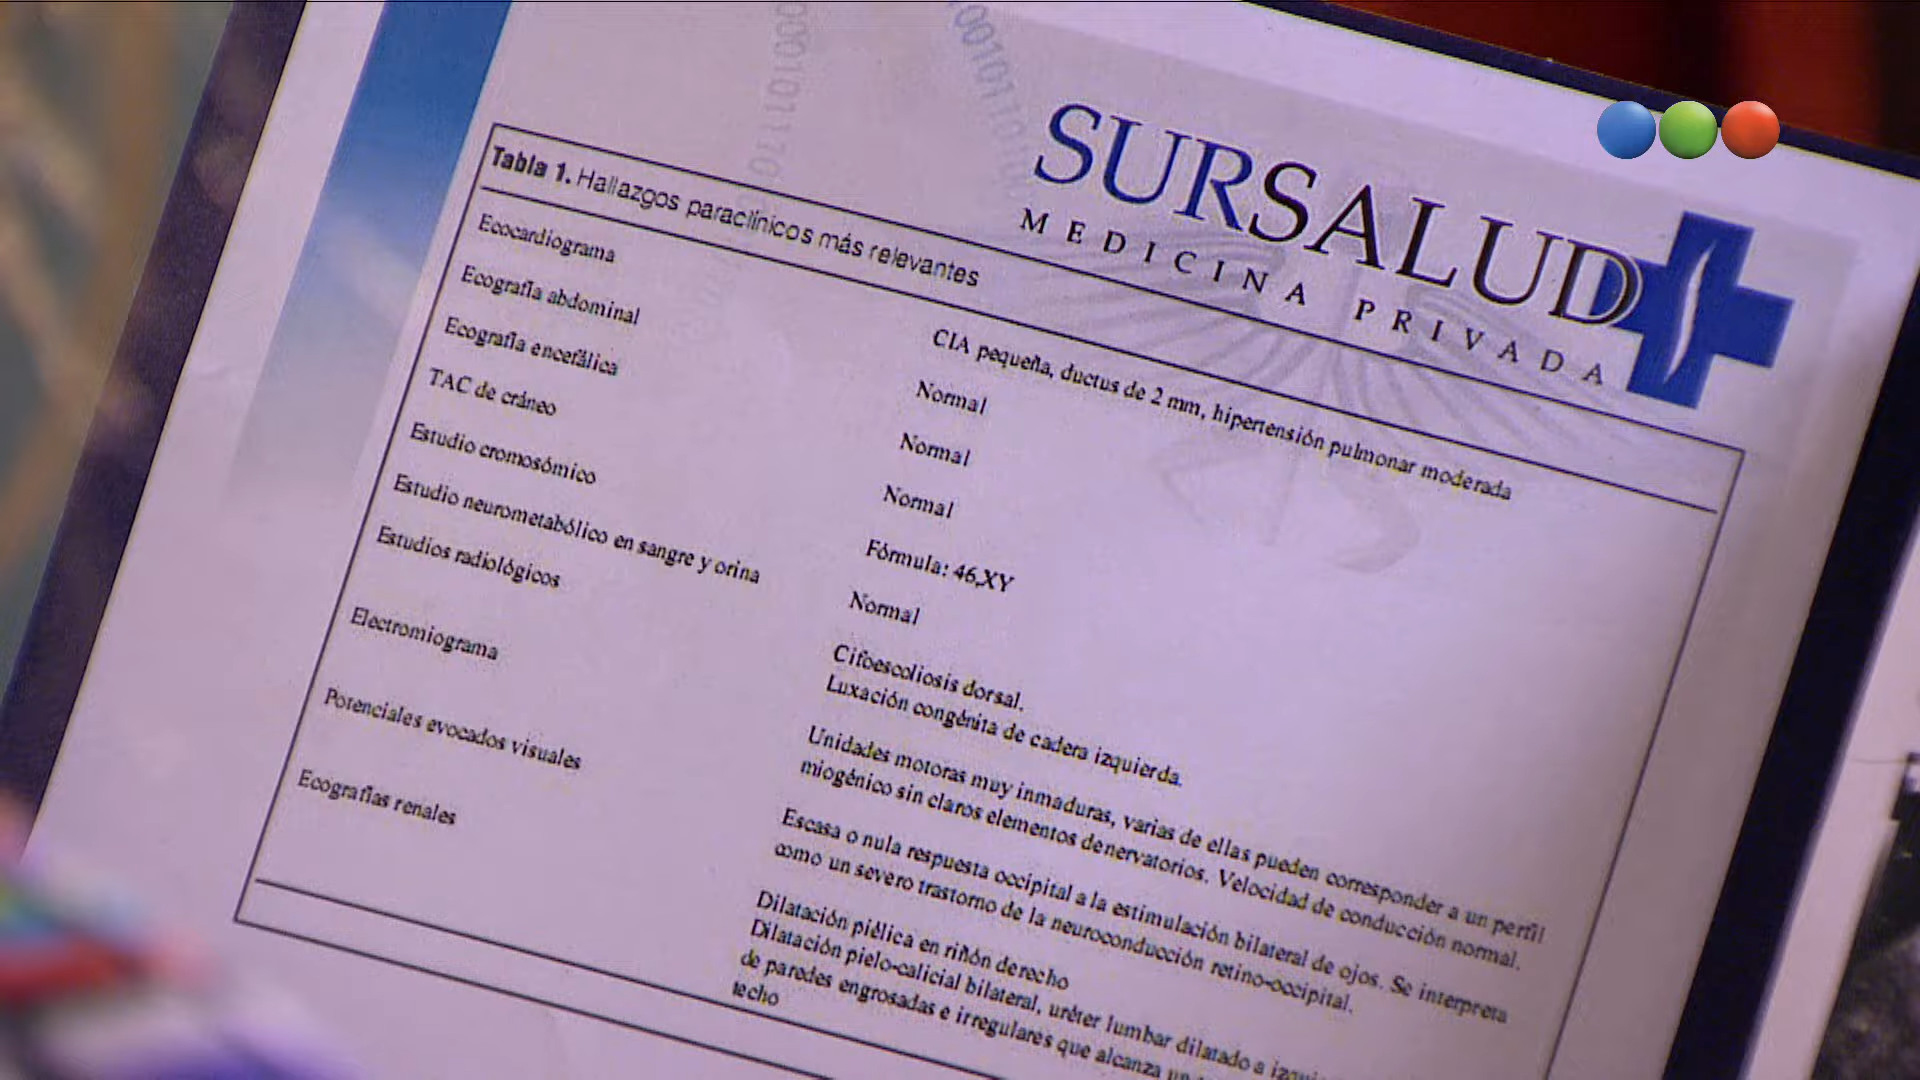 SURSALUD
MEDICINA PRIVADA
Tabla 1. Hallazgos paraclínicos más relevantes
Ecocardiograma
CIA pequeña, ductus de 2 mm, hipertensión pulmonar moderada
Ecografía abdominal
Normal
Ecografía encefálica
Normal
TAC de cráneo
Normal
Estudio cromosómico
Fórmula: 46,XY
Estudio neurometabólico en sangre y orina
Normal
Estudios radiológicos
Cifoescoliosis dorsal.
Luxación congénita de cadera izquierda.
Electromiograma
Unidades motoras muy inmaduras, varias de ellas pueden corresponder a un perfil
miogénico sin claros elementos denervatorios. Velocidad de conducción normal.
Potenciales evocados visuales
Escasa o nula respuesta occipital a la estimulación bilateral de ojos. Se interpreta
como un severo trastorno de la neuroconducción retino-occipital.
Ecografías renales
Dilatación piélica en riñón derecho
Dilatación pielo-calicial bilateral, uréter lumbar dilatado a
de paredes engrosadas e irregulares que alcanza
techo